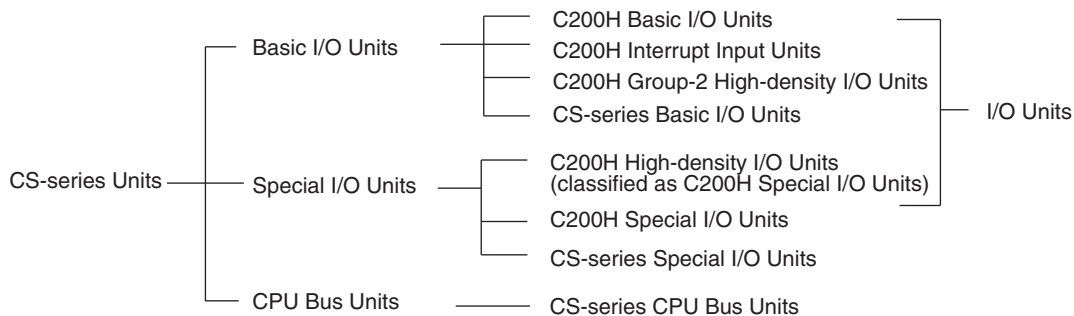 C200H Basic I/O Units
Basic I/O Units
C200H Interrupt Input Units
C200H Group-2 High-density I/O Units
CS-series Basic I/O Units
I/O Units
CS-series Units
Special I/O Units
C200H High-density I/O Units
(classified as C200H Special I/O Units)
C200H Special I/O Units
CS-series Special I/O Units
CPU Bus Units
CS-series CPU Bus Units